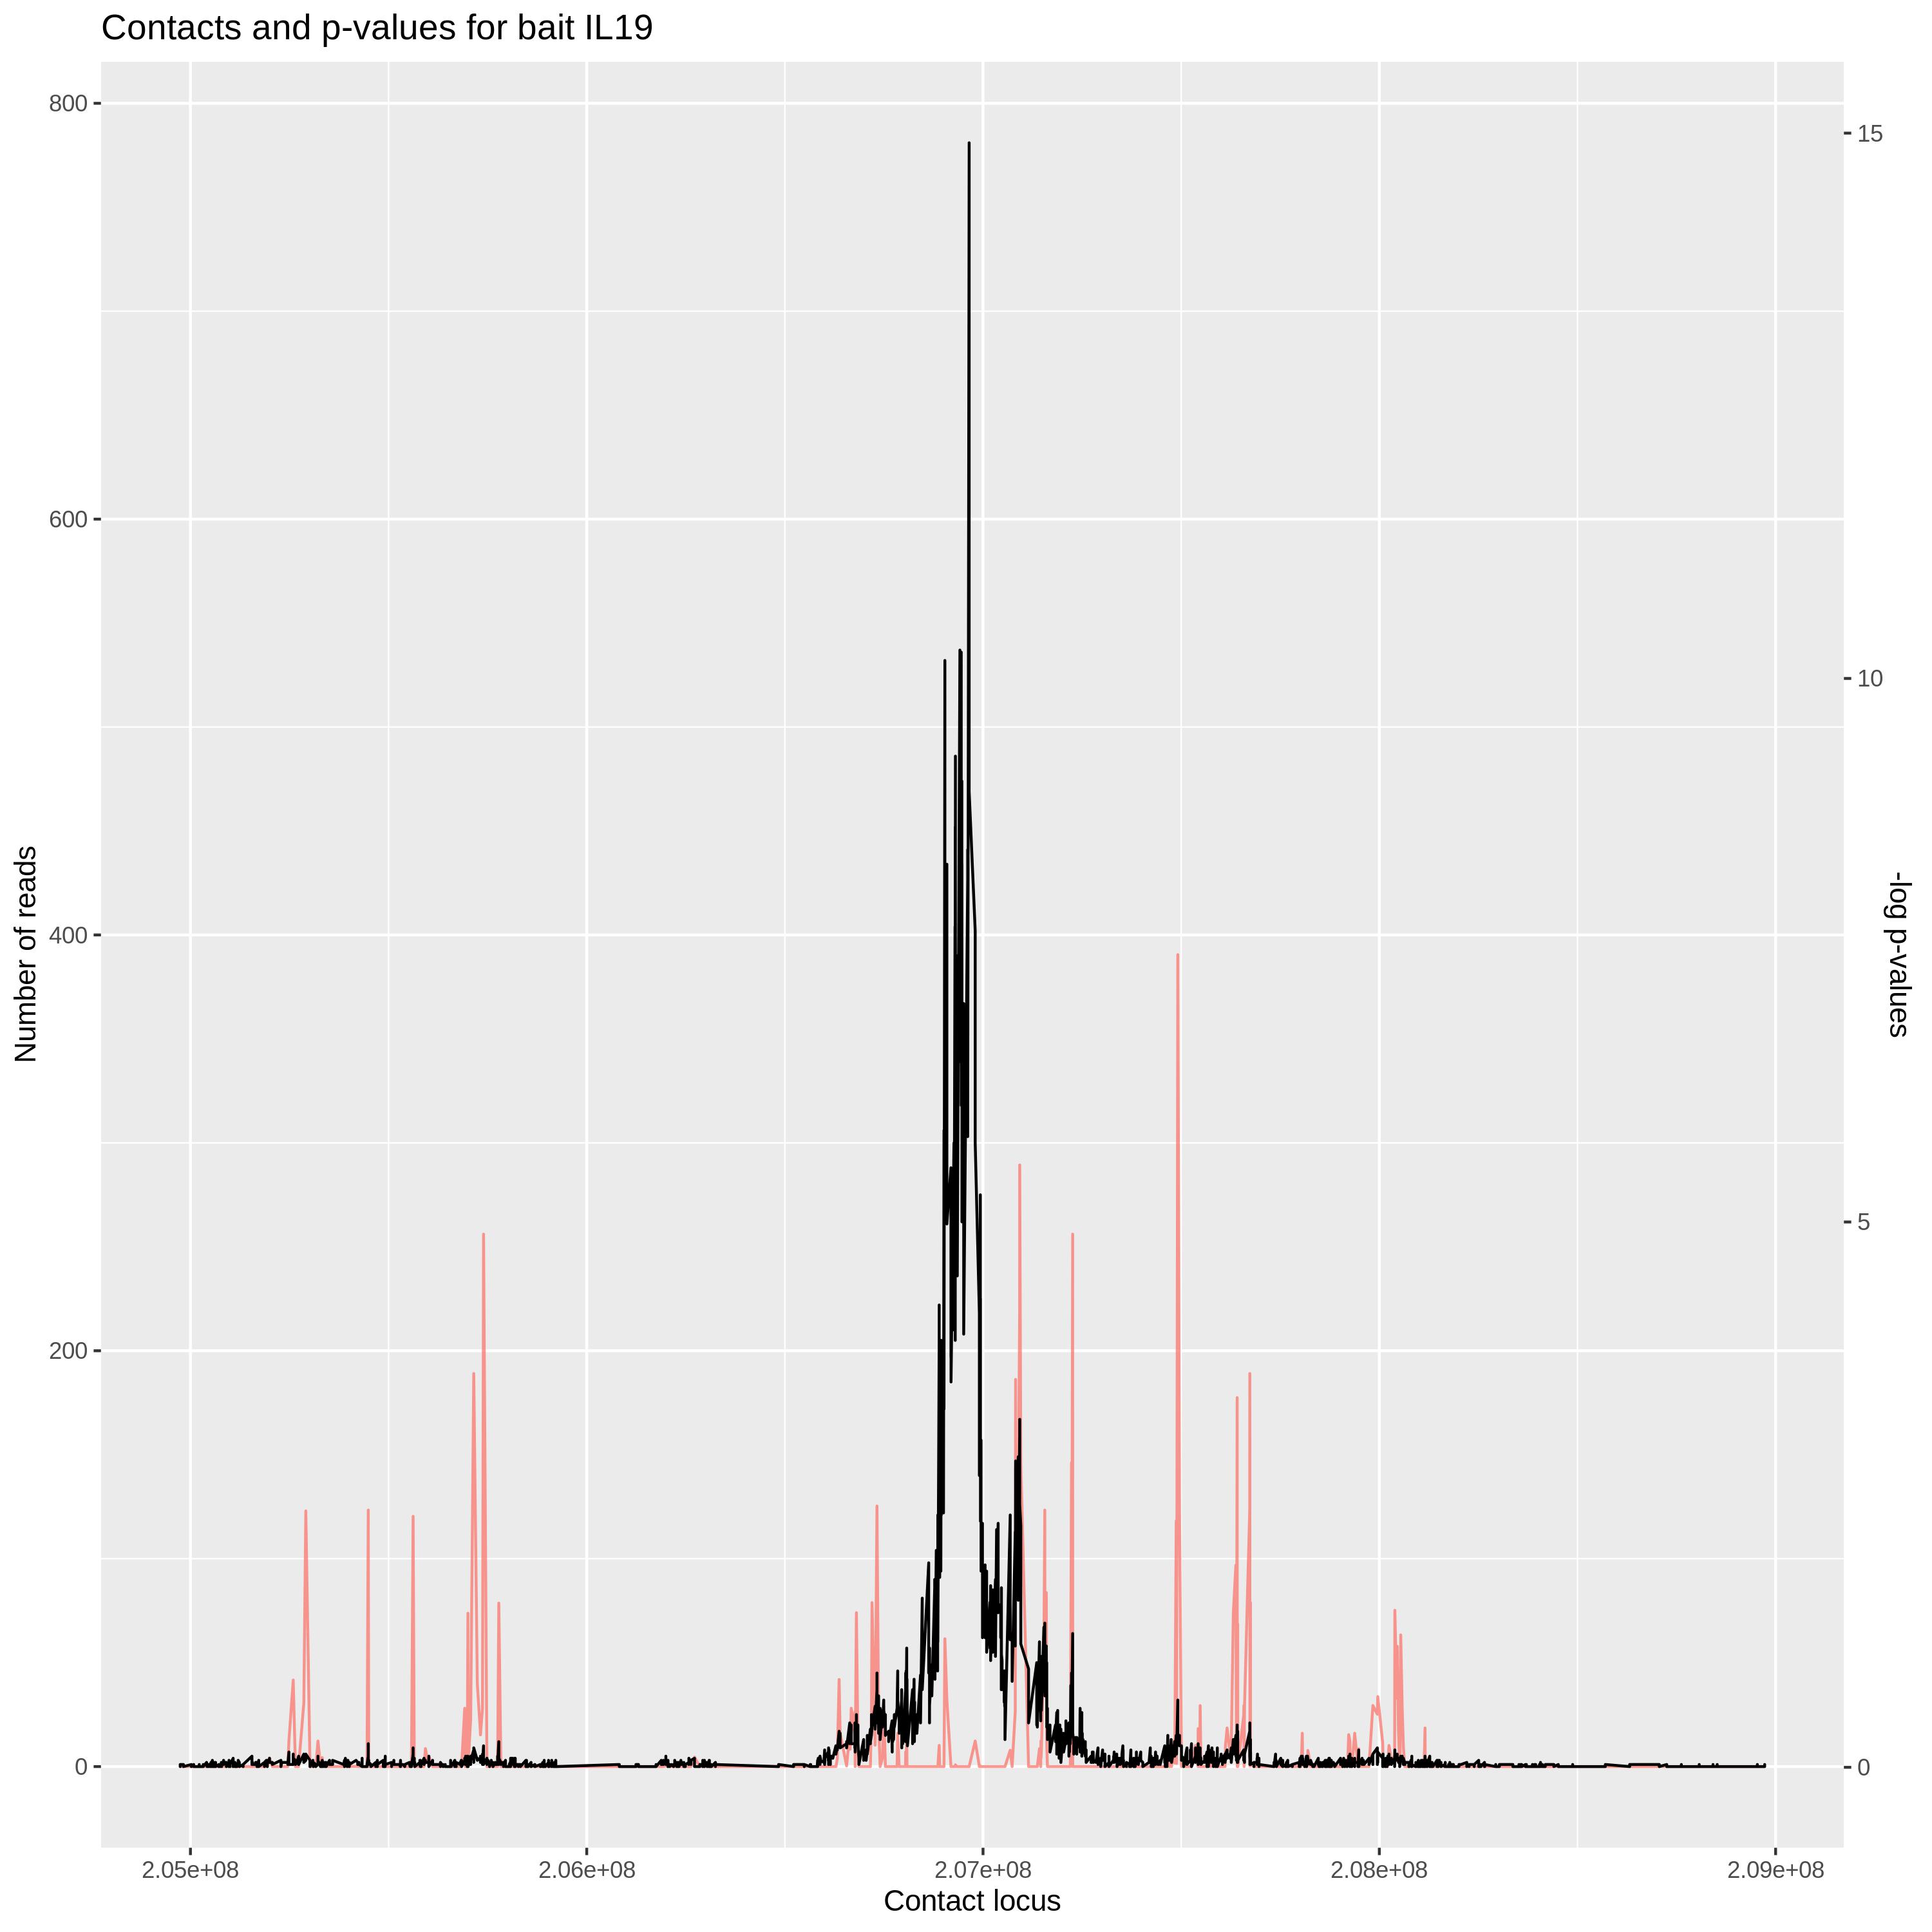 Contacts and p-values for bait IL19
800
600
400
200
0
Number of reads
15
10
5
0
-log p-values
2.05e+08
2.06e+08
2.07e+08
2.08e+08
2.09e+08
Contact locus